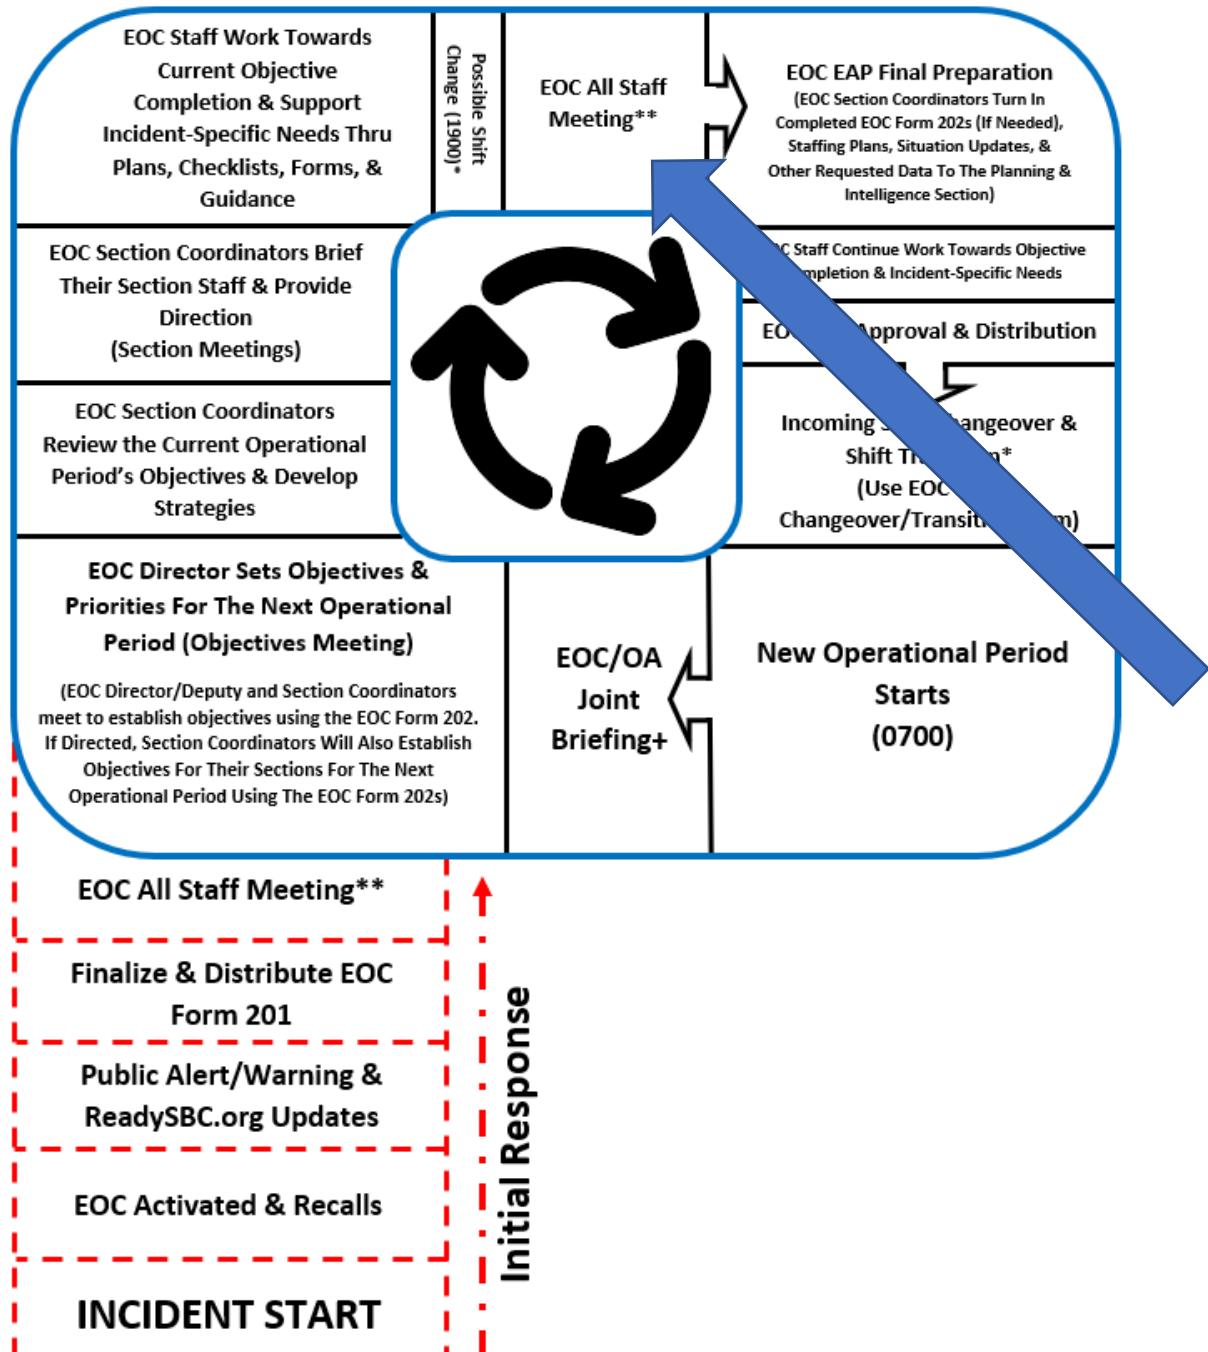 EOC Staff Work Towards
Current Objective
Completion & Support
Incident-Specific Needs Thru
Plans, Checklists, Forms, &
Guidance
Possible Shift
Change (1900)*
EOC All Staff
Meeting**
EOC EAP Final Preparation
(EOC Section Coordinators Turn In
Completed EOC Form 202s (If Needed),
Staffing Plans, Situation Updates, &
Other Requested Data To The Planning &
Intelligence Section)
EOC Section Coordinators Brief
Their Section Staff & Provide
Direction
(Section Meetings)
Staff Continue Work Towards Objective
& Incident-Specific Needs
Approval & Distribution
EOC Section Coordinators
Review the Current Operational
Period's Objectives & Develop
Strategies
Incoming &
Shift
(Use EOC
EOC Director Sets Objectives &
Priorities For The Next Operational
Period (Objectives Meeting)
(EOC Director/Deputy and Section Coordinators
meet to establish objectives using the EOC Form 202.
If Directed, Section Coordinators Will Also Establish
Objectives For Their Sections For The Next
Operational Period Using The EOC Form 202s)
EOC/OA
Joint
Briefing+
New Operational Period
Starts
(0700)
EOC All Staff Meeting**
Finalize & Distribute EOC
Form 201
Public Alert/Warning &
ReadySBC.org Updates
EOC Activated & Recalls
INCIDENT START
Initial Response